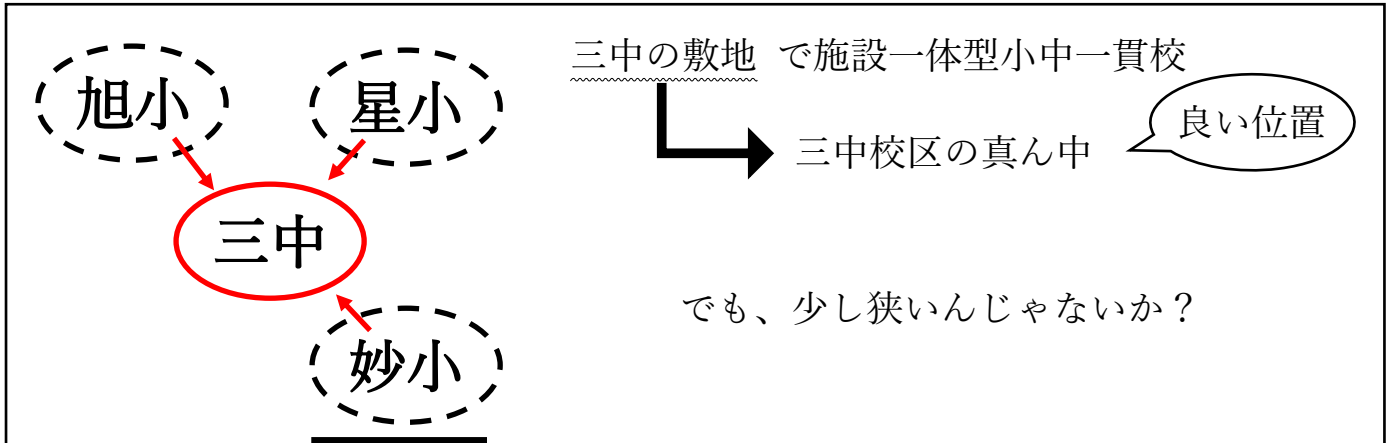 旭小
星小
三中
妙小
三中の敷地 で施設一体型小中一貫校
三中校区の真ん中
良い位置
でも、少し狭いんじゃないか？